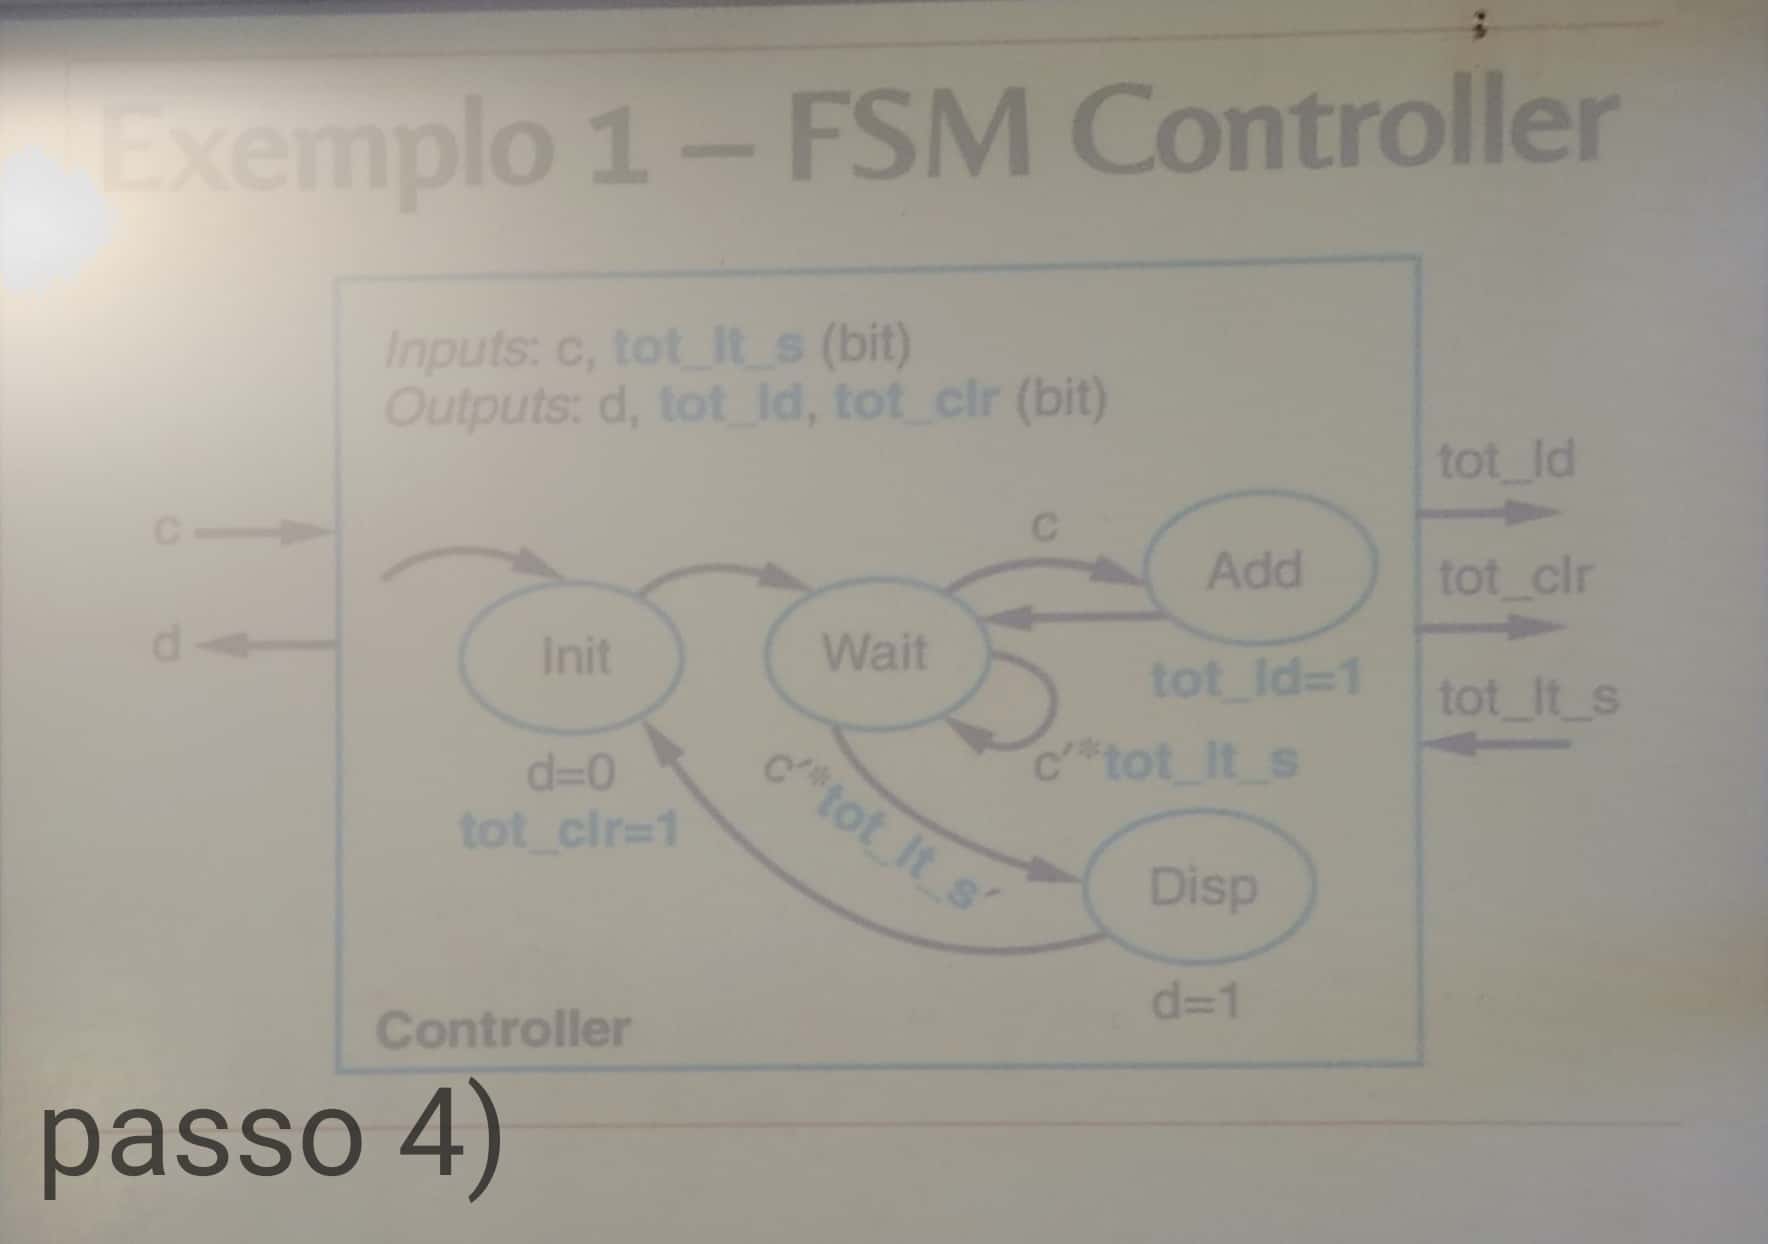 Exemplo 1 – FSM Controller
Inputs: c, tot_lt_s (bit)
Outputs: d, tot_ld, tot_clr (bit)
tot_ld
c
c
Add
tot_clr
d
Init
Wait
tot_ld=1
tot_lt_s
d=0
c′*tot_lt_s′
c′*tot_lt_s
tot_clr=1
Disp
d=1
Controller
passo 4)